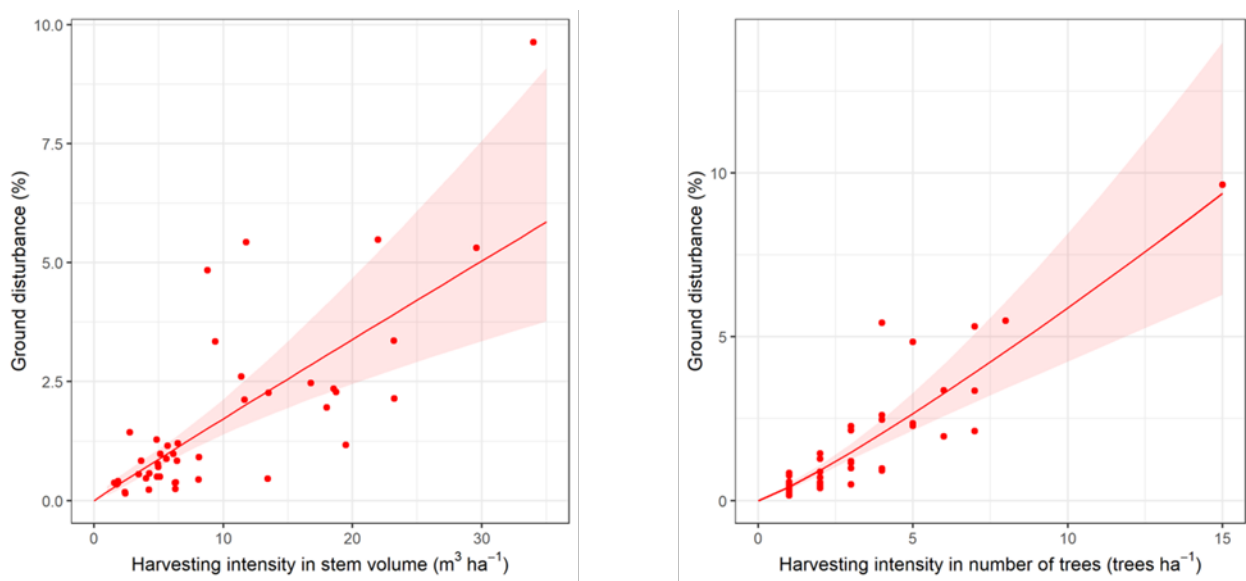 10.0
7.5
5.0
2.5
0.0
Ground disturbance (%)
0 10 20 30
Harvesting intensity in stem volume (m³ ha⁻¹)
10
5
0
Ground disturbance (%)
0 5 10 15
Harvesting intensity in number of trees (trees ha⁻¹)